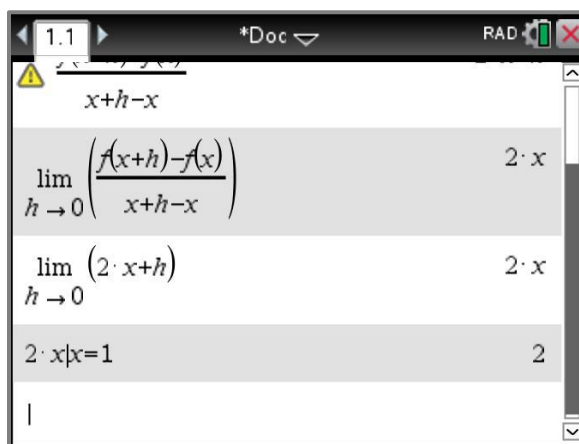 1.1 *Doc RAD
x+h-x
lim h→0 (f(x+h)-f(x) / x+h-x) 2·x
lim h→0 (2·x+h) 2·x
2·x|x=1 2